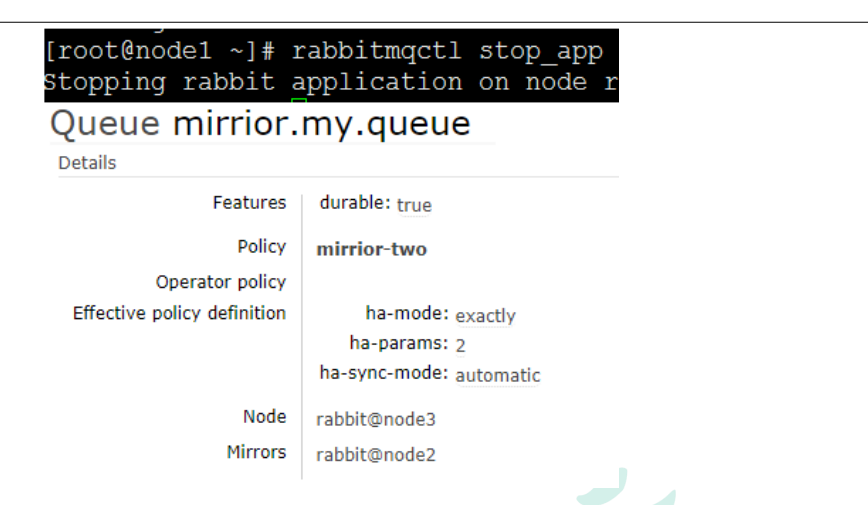 [root@node1 ~]# rabbitmqctl stop_app
Stopping rabbit application on node r
Queue mirrior.my.queue
Details
Features durable: true
Policy mirrior-two
Operator policy
Effective policy definition ha-mode: exactly
ha-params: 2
ha-sync-mode: automatic
Node rabbit@node3
Mirrors rabbit@node2